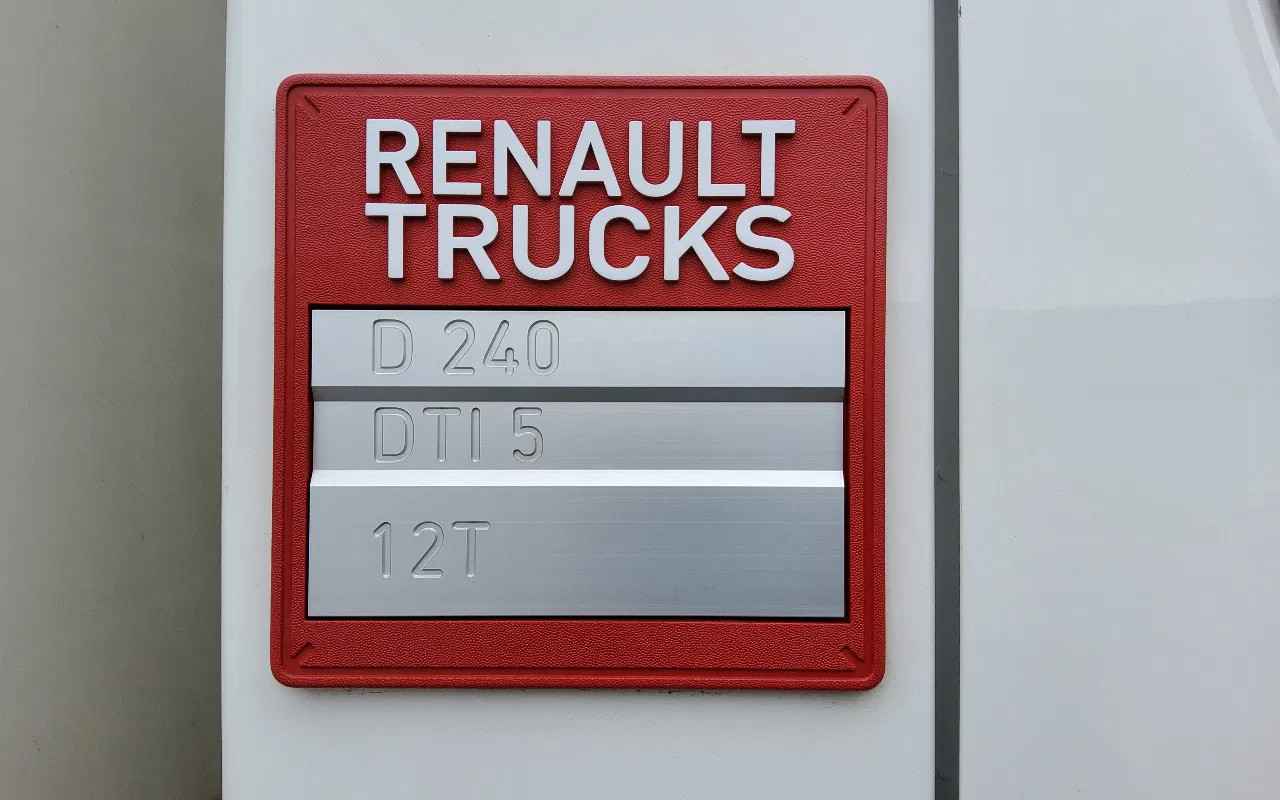 RENAULT
TRUCKS
D 240
DTI 5
12T